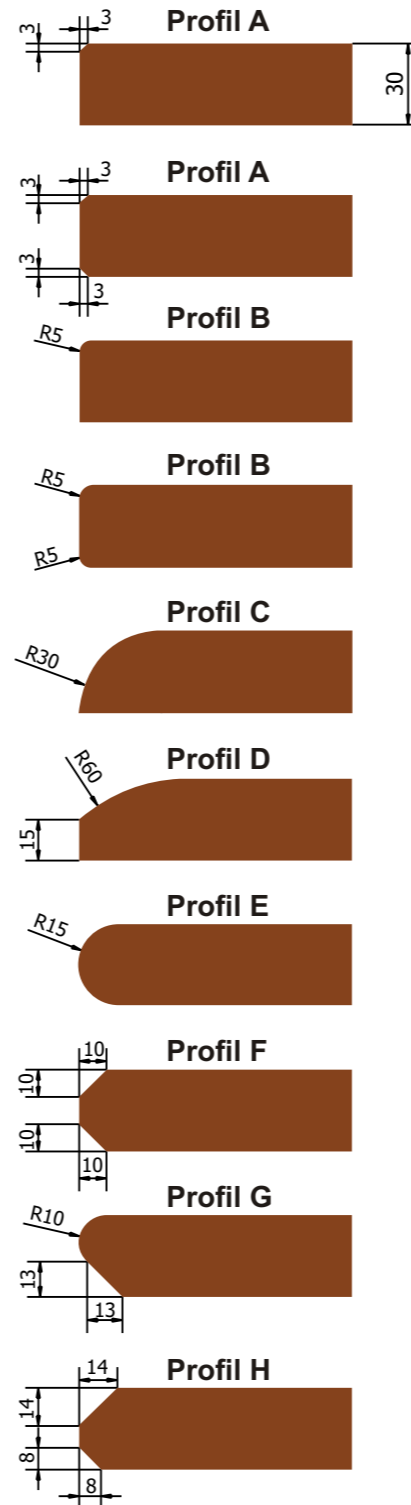 Profil A
3
3
30
Profil A
3
3
3
3
Profil B
R5
Profil B
R5
R5
Profil C
R30
Profil D
R60
15
Profil E
R15
Profil F
10
10
10
10
Profil G
R10
13
13
Profil H
14
14
8
8